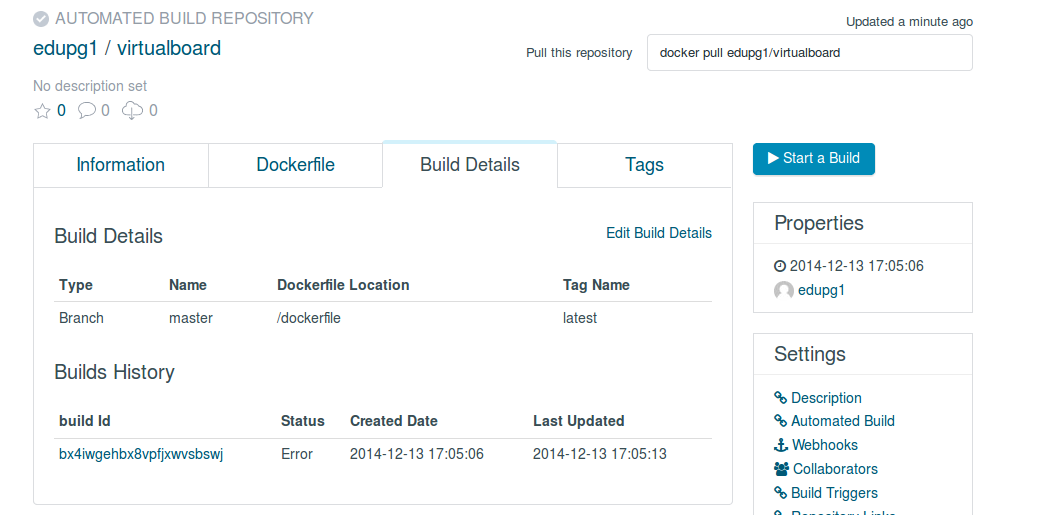 AUTOMATED BUILD REPOSITORY
Updated a minute ago
edupg1 / virtualboard
Pull this repository docker pull edupg1/virtualboard
No description set
0 0 0
Information Dockerfile Build Details Tags
Start a Build
Build Details
Edit Build Details
Type Name Dockerfile Location Tag Name
Branch master /dockerfile latest
Builds History
build Id Status Created Date Last Updated
bx4iwgehbx8vpfjxwvsbswj Error 2014-12-13 17:05:06 2014-12-13 17:05:13
Properties
2014-12-13 17:05:06
edupg1
Settings
Description
Automated Build
Webhooks
Collaborators
Build Triggers
Repository Links